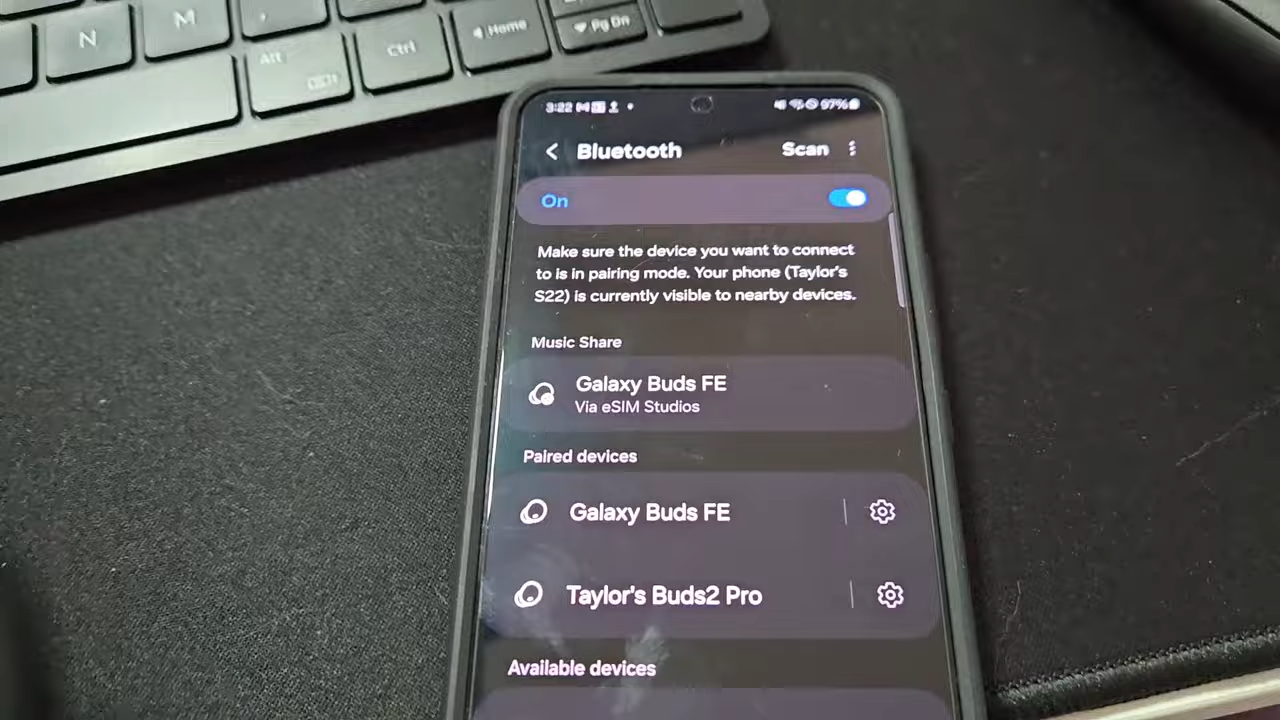 N
M
Alt
Ctrl
Home
Pg Dn
3:22
97%
Bluetooth
Scan
On
Make sure the device you want to connect
to is in pairing mode. Your phone (Taylor's
S22) is currently visible to nearby devices.
Music Share
Galaxy Buds FE
Via eSIM Studios
Paired devices
Galaxy Buds FE
Taylor's Buds2 Pro
Available devices